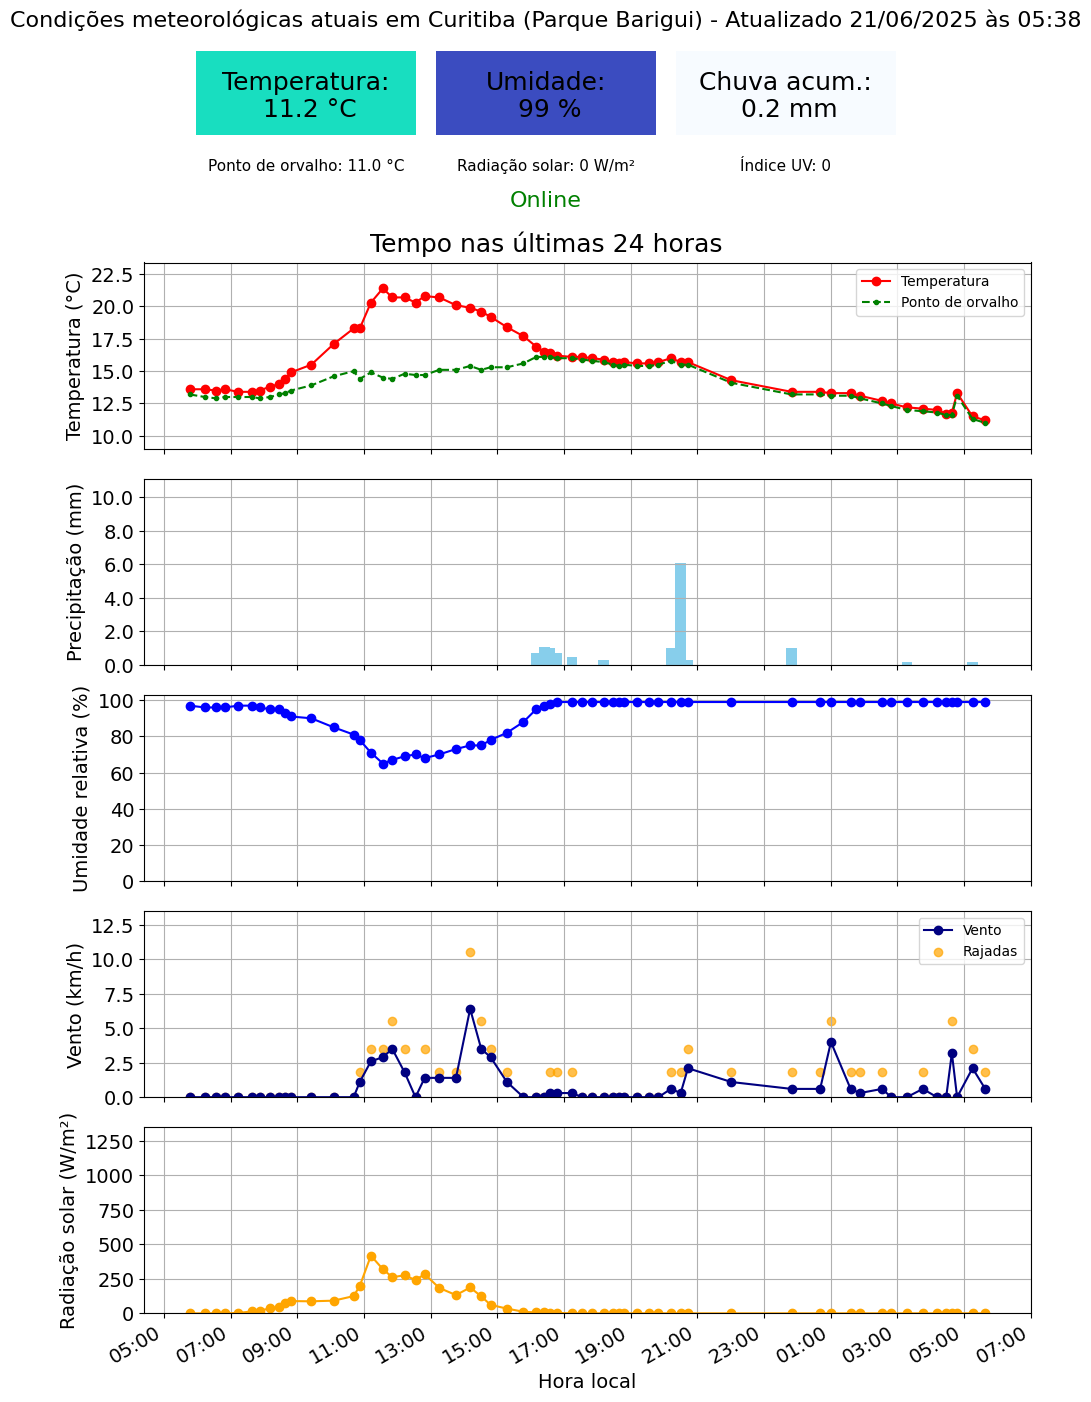 Condições meteorológicas atuais em Curitiba (Parque Barigui) - Atualizado 21/06/2025 às 05:38
Temperatura:
11.2 °C
Umidade:
99 %
Chuva acum.:
0.2 mm
Ponto de orvalho: 11.0 °C
Radiação solar: 0 W/m²
Índice UV: 0
Online
Tempo nas últimas 24 horas
Temperatura (°C)
22.5
20.0
17.5
15.0
12.5
10.0
Temperatura
Ponto de orvalho
Precipitação (mm)
10.0
8.0
6.0
4.0
2.0
0.0
Umidade relativa (%)
100
80
60
40
20
0
Vento (km/h)
12.5
10.0
7.5
5.0
2.5
0.0
Vento
Rajadas
Radiação solar (W/m²)
1250
1000
750
500
250
0
05:00 07:00 09:00 11:00 13:00 15:00 17:00 19:00 21:00 23:00 01:00 03:00 05:00 07:00
Hora local